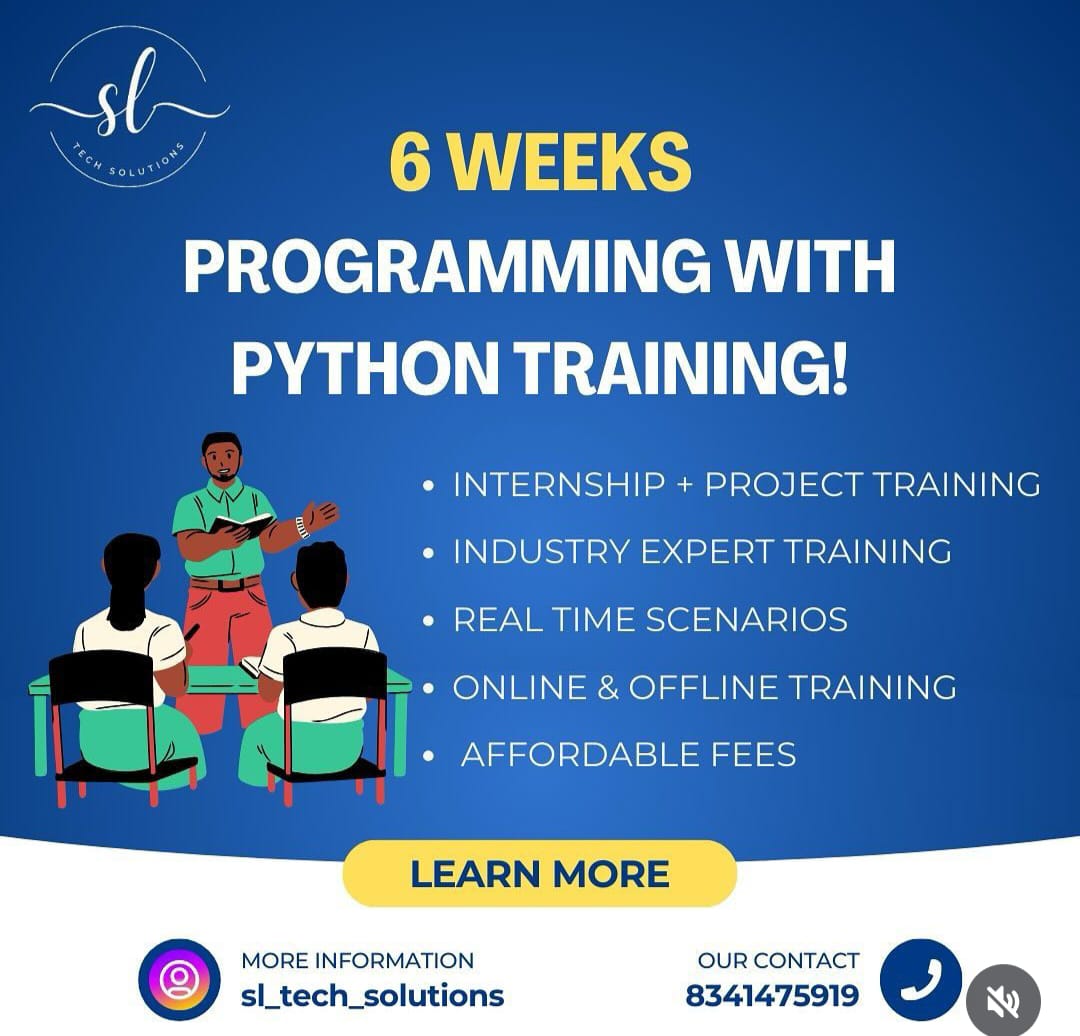 sl
TECH SOLUTIONS
6 WEEKS
PROGRAMMING WITH
PYTHON TRAINING!
• INTERNSHIP + PROJECT TRAINING
• INDUSTRY EXPERT TRAINING
• REAL TIME SCENARIOS
• ONLINE & OFFLINE TRAINING
• AFFORDABLE FEES
LEARN MORE
MORE INFORMATION
sl_tech_solutions
OUR CONTACT
8341475919